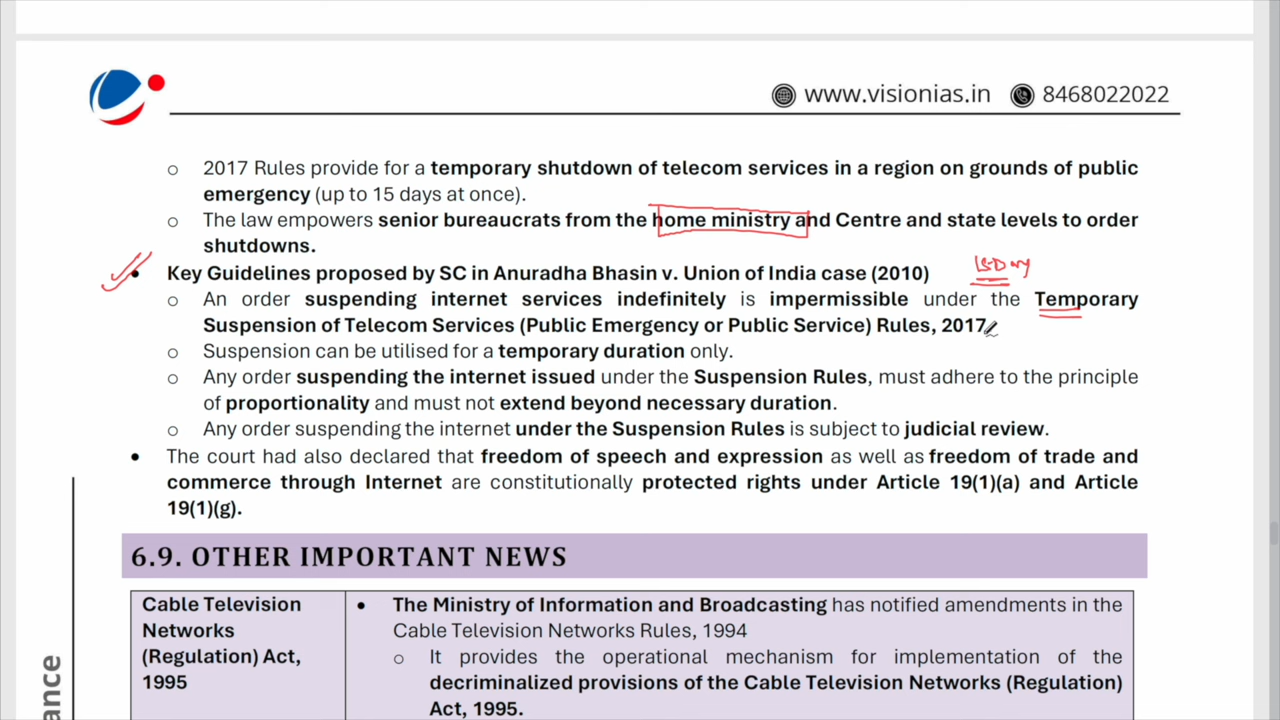 www.visionias.in 8468022022
o 2017 Rules provide for a temporary shutdown of telecom services in a region on grounds of public
emergency (up to 15 days at once).
o The law empowers senior bureaucrats from the home ministry and Centre and state levels to order
shutdowns.
• Key Guidelines proposed by SC in Anuradha Bhasin v. Union of India case (2010) 15-Day
o An order suspending internet services indefinitely is impermissible under the Temporary
Suspension of Telecom Services (Public Emergency or Public Service) Rules, 2017
o Suspension can be utilised for a temporary duration only.
o Any order suspending the internet issued under the Suspension Rules, must adhere to the principle
of proportionality and must not extend beyond necessary duration.
o Any order suspending the internet under the Suspension Rules is subject to judicial review.
• The court had also declared that freedom of speech and expression as well as freedom of trade and
commerce through Internet are constitutionally protected rights under Article 19(1)(a) and Article
19(1)(g).
6.9. OTHER IMPORTANT NEWS
Cable Television
Networks
(Regulation) Act,
1995
• The Ministry of Information and Broadcasting has notified amendments in the
Cable Television Networks Rules, 1994
o It provides the operational mechanism for implementation of the
decriminalized provisions of the Cable Television Networks (Regulation)
Act, 1995.